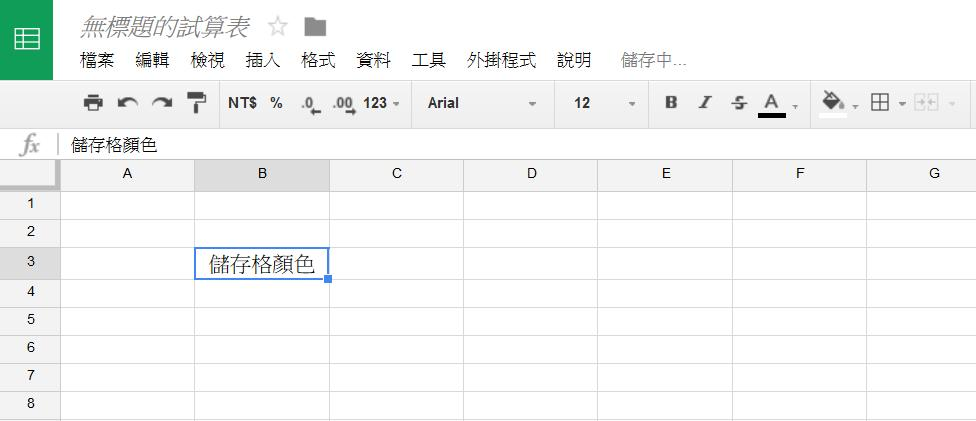 無標題的試算表
檔案 編輯 檢視 插入 格式 資料 工具 外掛程式 說明 儲存中...
NT$ % .0 .00 123 Arial 12 B I S A
fx 儲存格顏色
A B C D E F G
1
2
3 儲存格顏色
4
5
6
7
8